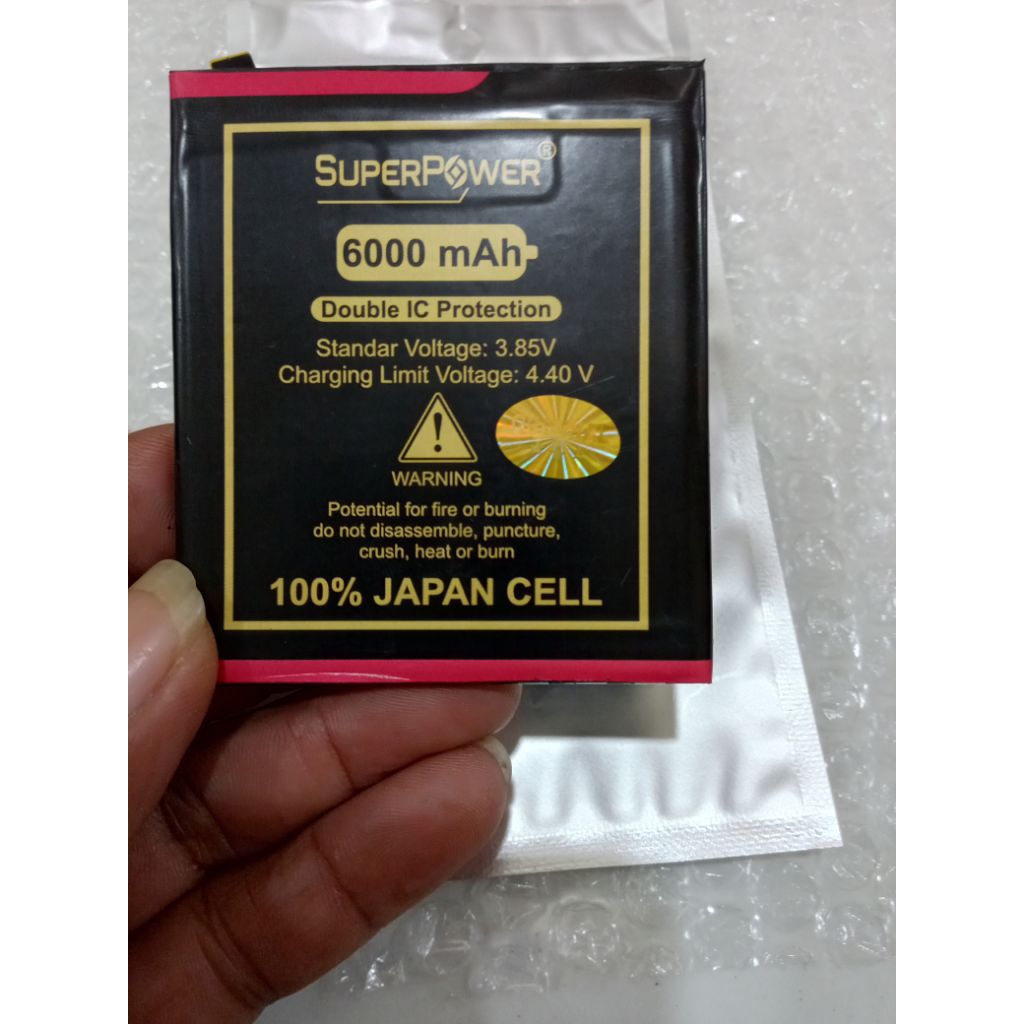 SUPERPOWER®
6000 mAh
Double IC Protection
Standar Voltage: 3.85V
Charging Limit Voltage: 4.40 V
WARNING
Potential for fire or burning
do not disassemble, puncture,
crush, heat or burn
100% JAPAN CELL